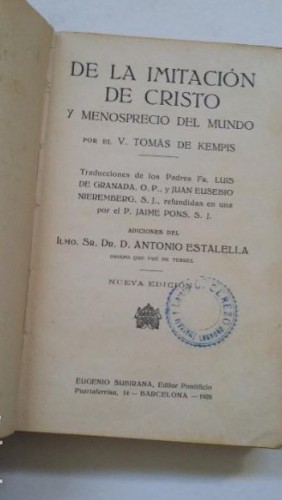 DE LA IMITACIÓN
DE CRISTO
Y MENOSPRECIO DEL MUNDO
POR EL V. TOMÁS DE KEMPIS
Traducciones de los Padres Fr. LUIS
DE GRANADA, O. P., y JUAN EUSEBIO
NIEREMBERG, S. J., refundidas en una
por el P. JAIME PONS, S. J.
ADICIONES DEL
ILMO. SR. DR. D. ANTONIO ESTALELLA
OBISPO QUE FUÉ DE TERUEL
NUEVA EDICIÓN
CEREZO
LOGROÑO
EUGENIO SUBIRANA, Editor Pontificio
Puertaferrisa, 14 - BARCELONA -